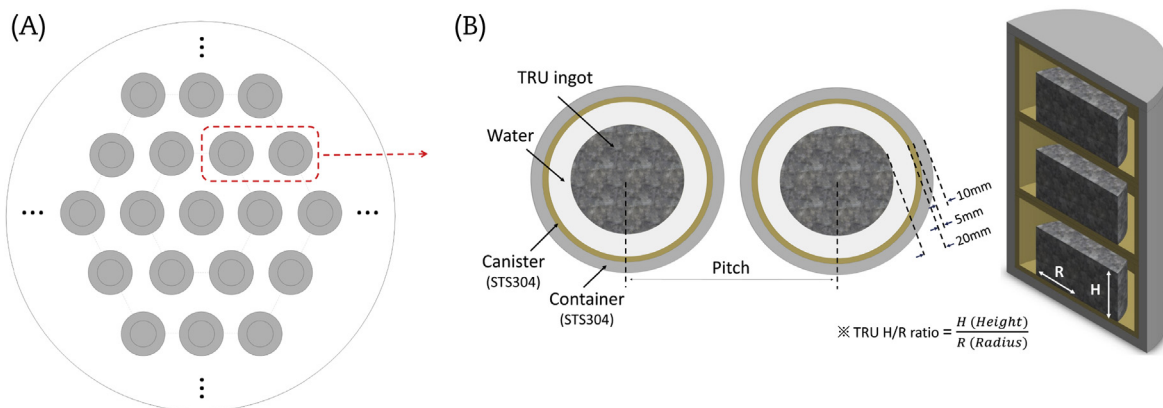 (A)
(B)
TRU ingot
Water
Canister
(STS304)
Container
(STS304)
Pitch
10mm
5mm
20mm
R
H
※ TRU H/R ratio = H (Height) / R (Radius)